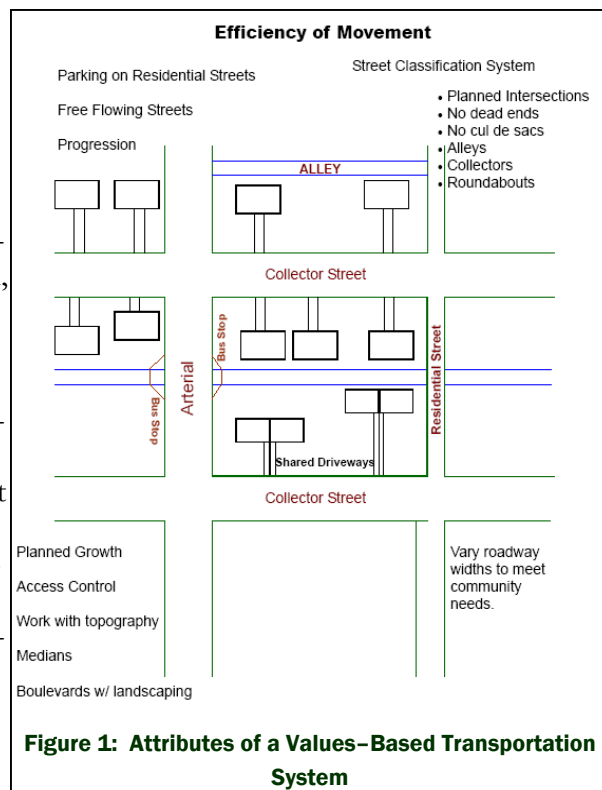 Efficiency of Movement
Parking on Residential Streets
Street Classification System
Free Flowing Streets
Progression
• Planned Intersections
• No dead ends
• No cul de sacs
• Alleys
• Collectors
• Roundabouts
ALLEY
Collector Street
Bus Stop
Arterial
Bus Stop
Residential Street
Shared Driveways
Collector Street
Planned Growth
Access Control
Work with topography
Medians
Boulevards w/ landscaping
Vary roadway
widths to meet
community
needs.
Figure 1: Attributes of a Values–Based Transportation
System